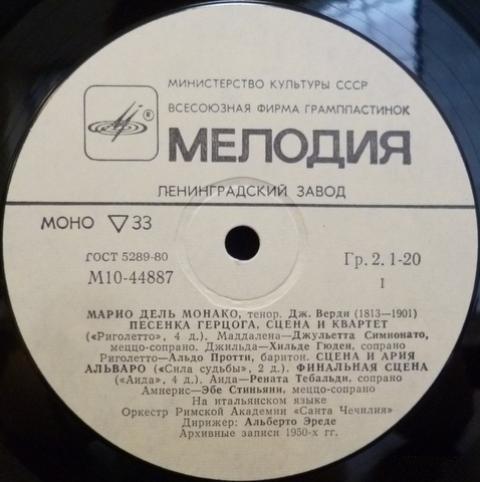 МИНИСТЕРСТВО КУЛЬТУРЫ СССР
ВСЕСОЮЗНАЯ ФИРМА ГРАМПЛАСТИНОК
МЕЛОДИЯ
ЛЕНИНГРАДСКИЙ ЗАВОД
МОНО ▽33
ГОСТ 5289-80
М10-44887
Гр. 2. 1-20
I
МАРИО ДЕЛЬ МОНАКО, тенор. Дж. Верди (1813—1901)
ПЕСЕНКА ГЕРЦОГА, СЦЕНА И КВАРТЕТ
(«Риголетто», 4 д.). Маддалена—Джульетта Симионато,
меццо-сопрано. Джильда—Хильде Гюден, сопрано
Риголетто—Альдо Протти, баритон. СЦЕНА И АРИЯ
АЛЬВАРО («Сила судьбы», 2 д.). ФИНАЛЬНАЯ СЦЕНА
(«Аида», 4 д.). Аида—Рената Тебальди, сопрано
Амнерис—Эбе Стиньяни, меццо-сопрано
На итальянском языке
Оркестр Римской Академии «Санта Чечилия»
Дирижер: Альберто Эреде
Архивные записи 1950-х гг.